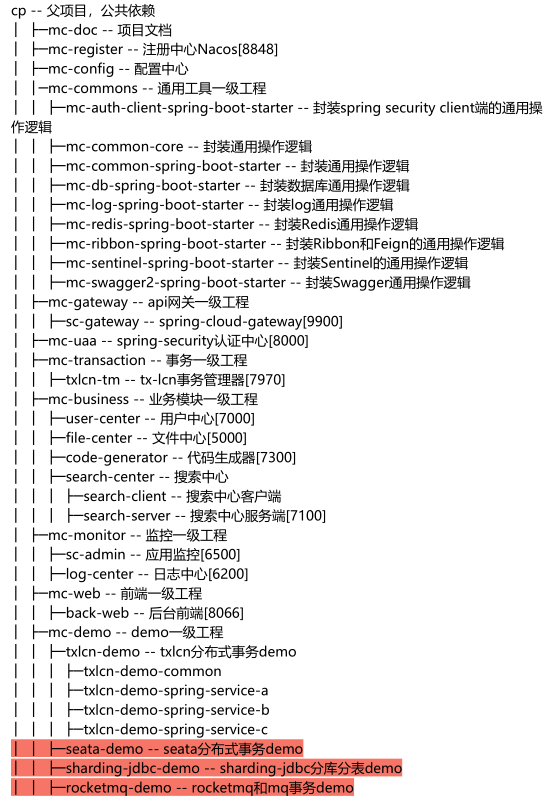 cp -- 父项目，公共依赖
│ ├─mc-doc -- 项目文档
│ ├─mc-register -- 注册中心Nacos[8848]
│ ├─mc-config -- 配置中心
│ ├─mc-commons -- 通用工具一级工程
│ │ ├─mc-auth-client-spring-boot-starter -- 封装spring security client端的通用操
作逻辑
│ │ ├─mc-common-core -- 封装通用操作逻辑
│ │ ├─mc-common-spring-boot-starter -- 封装通用操作逻辑
│ │ ├─mc-db-spring-boot-starter -- 封装数据库通用操作逻辑
│ │ ├─mc-log-spring-boot-starter -- 封装log通用操作逻辑
│ │ ├─mc-redis-spring-boot-starter -- 封装Redis通用操作逻辑
│ │ ├─mc-ribbon-spring-boot-starter -- 封装Ribbon和Feign的通用操作逻辑
│ │ ├─mc-sentinel-spring-boot-starter -- 封装Sentinel的通用操作逻辑
│ │ ├─mc-swagger2-spring-boot-starter -- 封装Swagger通用操作逻辑
│ ├─mc-gateway -- api网关一级工程
│ │ ├─sc-gateway -- spring-cloud-gateway[9900]
│ ├─mc-uaa -- spring-security认证中心[8000]
│ ├─mc-transaction -- 事务一级工程
│ │ ├─txlcn-tm -- tx-lcn事务管理器[7970]
│ ├─mc-business -- 业务模块一级工程
│ │ ├─user-center -- 用户中心[7000]
│ │ ├─file-center -- 文件中心[5000]
│ │ ├─code-generator -- 代码生成器[7300]
│ │ ├─search-center -- 搜索中心
│ │ │ ├─search-client -- 搜索中心客户端
│ │ │ ├─search-server -- 搜索中心服务端[7100]
│ ├─mc-monitor -- 监控一级工程
│ │ ├─sc-admin -- 应用监控[6500]
│ │ ├─log-center -- 日志中心[6200]
│ ├─mc-web -- 前端一级工程
│ │ ├─back-web -- 后台前端[8066]
│ ├─mc-demo -- demo一级工程
│ │ ├─txlcn-demo -- txlcn分布式事务demo
│ │ │ ├─txlcn-demo-common
│ │ │ ├─txlcn-demo-spring-service-a
│ │ │ ├─txlcn-demo-spring-service-b
│ │ │ ├─txlcn-demo-spring-service-c
│ │ ├─seata-demo -- seata分布式事务demo
│ │ ├─sharding-jdbc-demo -- sharding-jdbc分库分表demo
│ │ ├─rocketmq-demo -- rocketmq和mq事务demo